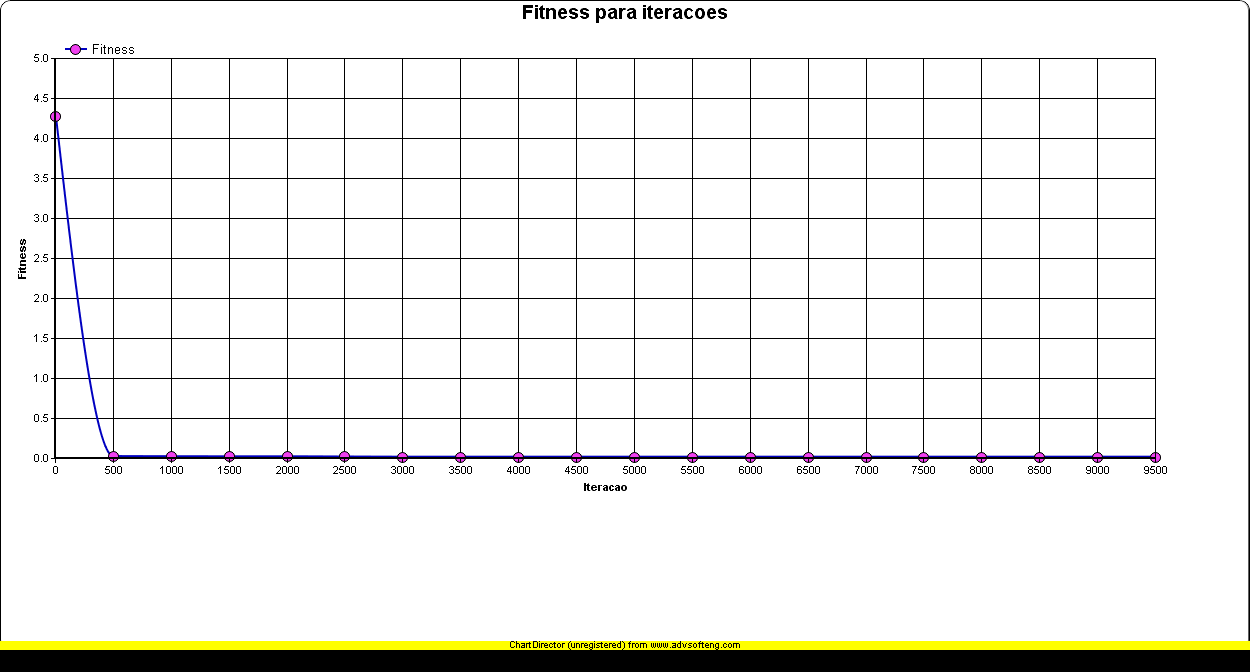 Fitness para iteracoes
Fitness
5.0
4.5
4.0
3.5
3.0
2.5
2.0
1.5
1.0
0.5
0.0
Fitness
0 500 1000 1500 2000 2500 3000 3500 4000 4500 5000 5500 6000 6500 7000 7500 8000 8500 9000 9500
Iteracao
ChartDirector (unregistered) from www.advsofteng.com